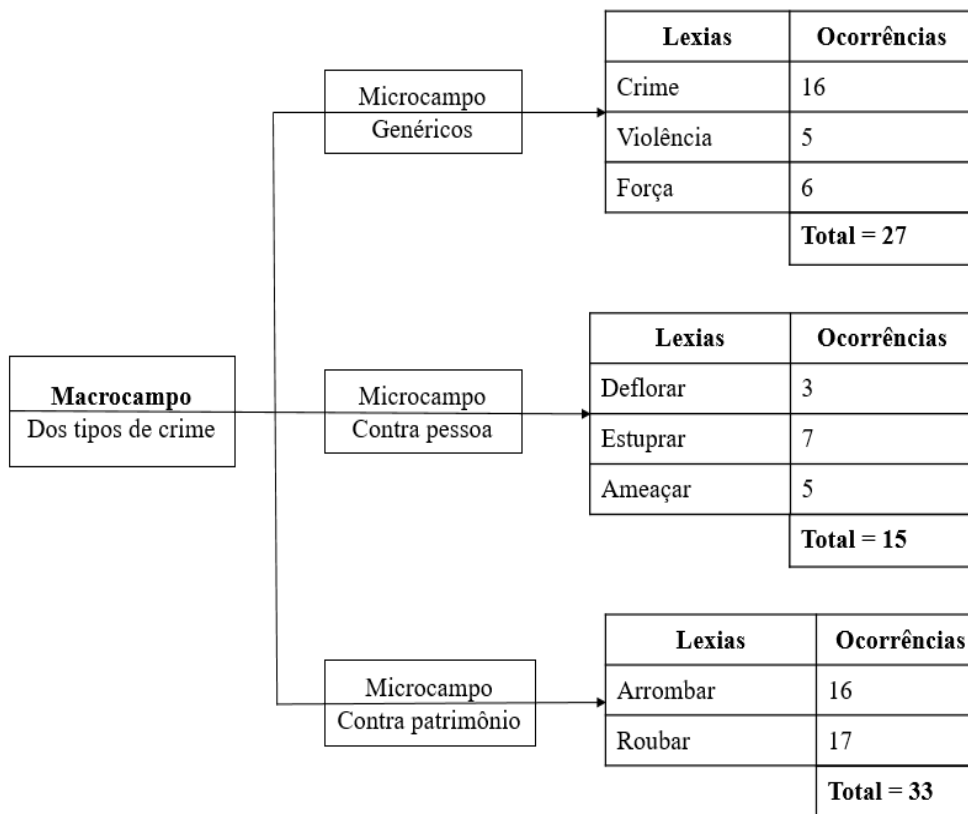 Macrocampo
Dos tipos de crime
Microcampo
Genéricos
Lexias Ocorrências
Crime 16
Violência 5
Força 6
Total = 27
Microcampo
Contra pessoa
Lexias Ocorrências
Deflorar 3
Estuprar 7
Ameaçar 5
Total = 15
Microcampo
Contra patrimônio
Lexias Ocorrências
Arrombar 16
Roubar 17
Total = 33